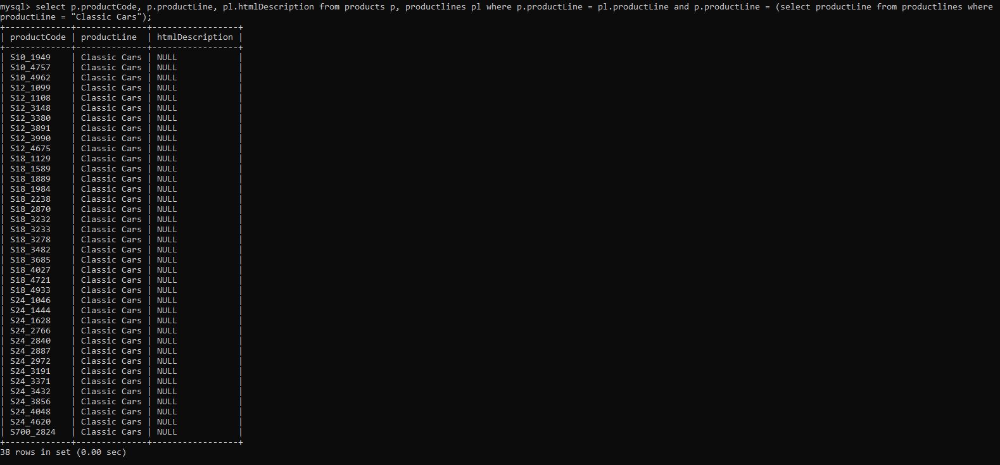 mysql> select p.productCode, p.productLine, pl.htmlDescription from products p, productlines pl where p.productLine = pl.productLine and p.productLine = (select productLine from productlines where
productLine = "Classic Cars");
+-------------+--------------+-----------------+
| productCode | productLine  | htmlDescription |
+-------------+--------------+-----------------+
| S10_1949    | Classic Cars | NULL            |
| S10_4757    | Classic Cars | NULL            |
| S10_4962    | Classic Cars | NULL            |
| S12_1099    | Classic Cars | NULL            |
| S12_1108    | Classic Cars | NULL            |
| S12_3148    | Classic Cars | NULL            |
| S12_3380    | Classic Cars | NULL            |
| S12_3891    | Classic Cars | NULL            |
| S12_3990    | Classic Cars | NULL            |
| S12_4675    | Classic Cars | NULL            |
| S18_1129    | Classic Cars | NULL            |
| S18_1589    | Classic Cars | NULL            |
| S18_1889    | Classic Cars | NULL            |
| S18_1984    | Classic Cars | NULL            |
| S18_2238    | Classic Cars | NULL            |
| S18_2870    | Classic Cars | NULL            |
| S18_3232    | Classic Cars | NULL            |
| S18_3233    | Classic Cars | NULL            |
| S18_3278    | Classic Cars | NULL            |
| S18_3482    | Classic Cars | NULL            |
| S18_3685    | Classic Cars | NULL            |
| S18_4027    | Classic Cars | NULL            |
| S18_4721    | Classic Cars | NULL            |
| S18_4933    | Classic Cars | NULL            |
| S24_1046    | Classic Cars | NULL            |
| S24_1444    | Classic Cars | NULL            |
| S24_1628    | Classic Cars | NULL            |
| S24_2766    | Classic Cars | NULL            |
| S24_2840    | Classic Cars | NULL            |
| S24_2887    | Classic Cars | NULL            |
| S24_2972    | Classic Cars | NULL            |
| S24_3191    | Classic Cars | NULL            |
| S24_3371    | Classic Cars | NULL            |
| S24_3432    | Classic Cars | NULL            |
| S24_3856    | Classic Cars | NULL            |
| S24_4048    | Classic Cars | NULL            |
| S24_4620    | Classic Cars | NULL            |
| S700_2824   | Classic Cars | NULL            |
+-------------+--------------+-----------------+
38 rows in set (0.00 sec)